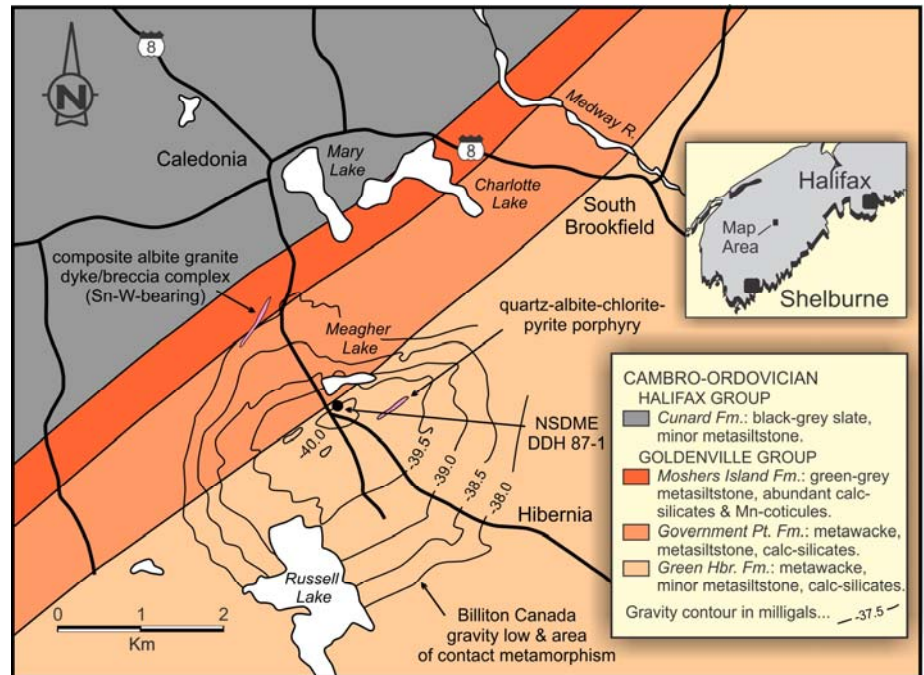 8
N
Caledonia
Mary
Lake
8
Charlotte
Lake
Medway R.
South
Brookfield
Halifax
Map
Area
Shelburne
composite albite granite
dyke/breccia complex
(Sn-W-bearing)
Meagher
Lake
quartz-albite-chlorite-
pyrite porphyry
NSDME
DDH 87-1
-40.0
-39.5
-39.0
-38.5
-38.0
Hibernia
Russell
Lake
Billiton Canada
gravity low & area
of contact metamorphism
0 1 2
Km
CAMBRO-ORDOVICIAN
HALIFAX GROUP
Cunard Fm.: black-grey slate,
minor metasiltstone.
GOLDENVILLE GROUP
Moshers Island Fm.: green-grey
metasiltstone, abundant calc-
silicates & Mn-coticules.
Government Pt. Fm.: metawacke,
metasiltstone, calc-silicates.
Green Hbr. Fm.: metawacke,
minor metasiltstone, calc-silicates.
Gravity contour in milligals... -37.5